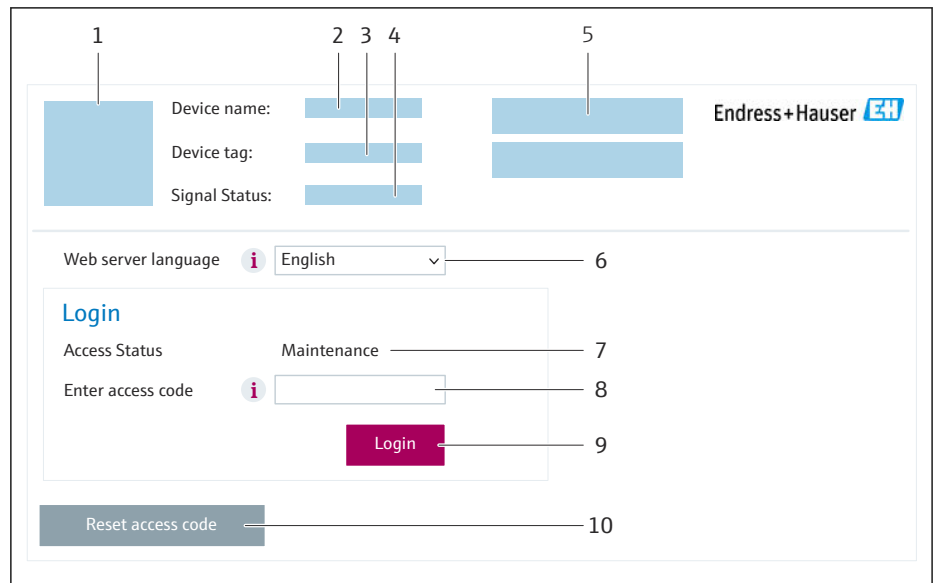 1 2 3 4 5
Device name:
Endress+Hauser EH
Device tag:
Signal Status:
Web server language i English 6
Login
Access Status Maintenance 7
Enter access code i 8
Login 9
Reset access code 10